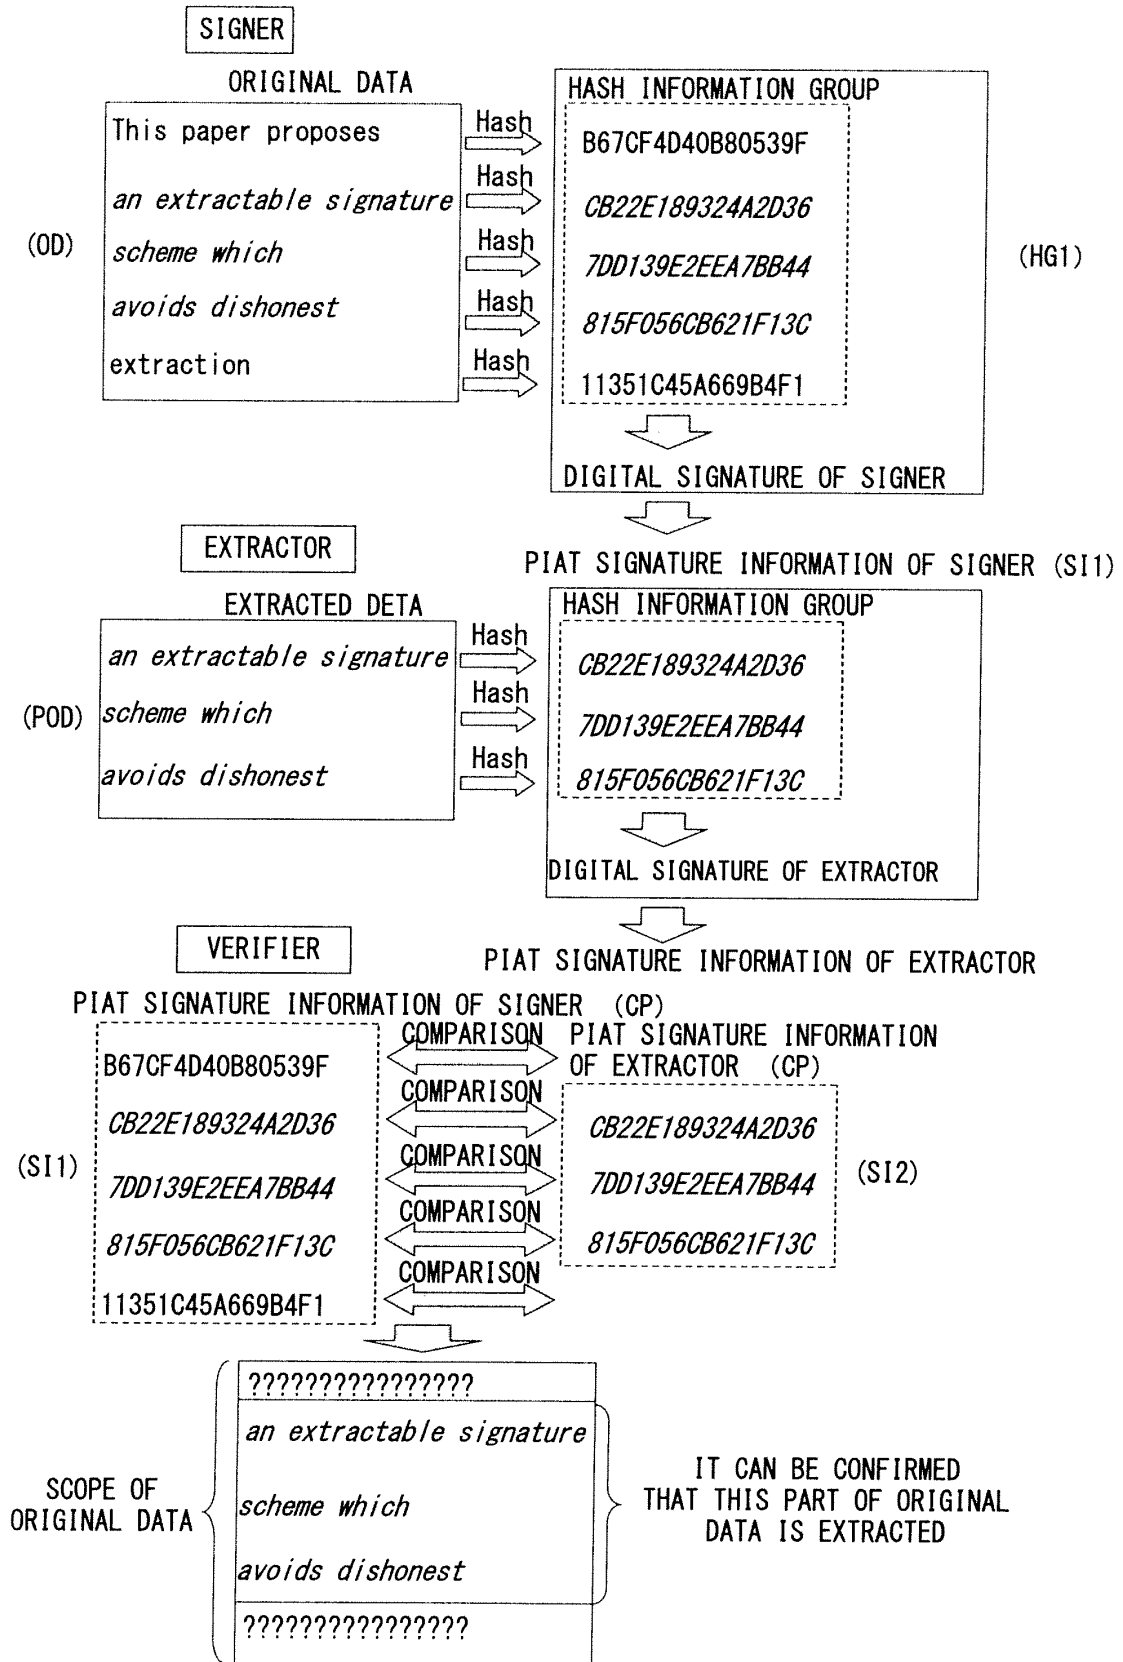 SIGNER
ORIGINAL DATA
This paper proposes
an extractable signature
scheme which
avoids dishonest
extraction
(OD)
Hash
Hash
Hash
Hash
Hash
HASH INFORMATION GROUP
B67CF4D40B80539F
CB22E189324A2D36
7DD139E2EEA7BB44
815F056CB621F13C
11351C45A669B4F1
(HG1)
DIGITAL SIGNATURE OF SIGNER
PIAT SIGNATURE INFORMATION OF SIGNER (SI1)
EXTRACTOR
EXTRACTED DETA
an extractable signature
scheme which
avoids dishonest
(POD)
Hash
Hash
Hash
HASH INFORMATION GROUP
CB22E189324A2D36
7DD139E2EEA7BB44
815F056CB621F13C
DIGITAL SIGNATURE OF EXTRACTOR
PIAT SIGNATURE INFORMATION OF EXTRACTOR
VERIFIER
PIAT SIGNATURE INFORMATION OF SIGNER (CP)
B67CF4D40B80539F
CB22E189324A2D36
7DD139E2EEA7BB44
815F056CB621F13C
11351C45A669B4F1
(SI1)
COMPARISON
COMPARISON
COMPARISON
COMPARISON
COMPARISON
PIAT SIGNATURE INFORMATION
OF EXTRACTOR (CP)
CB22E189324A2D36
7DD139E2EEA7BB44
815F056CB621F13C
(SI2)
SCOPE OF
ORIGINAL DATA
????????????????
an extractable signature
scheme which
avoids dishonest
????????????????
IT CAN BE CONFIRMED
THAT THIS PART OF ORIGINAL
DATA IS EXTRACTED